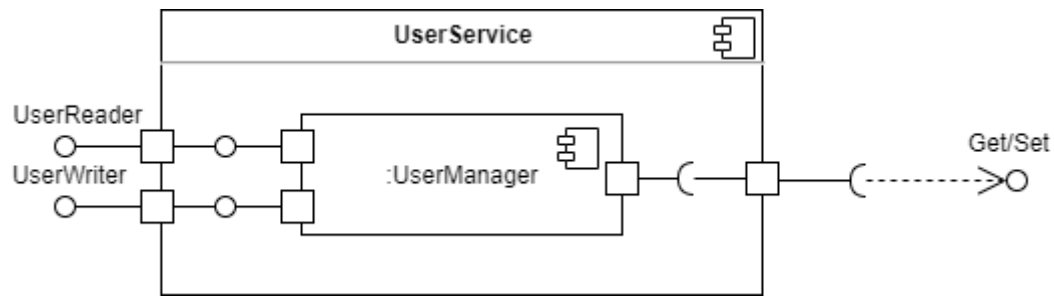 UserService
UserReader
UserWriter
:UserManager
Get/Set